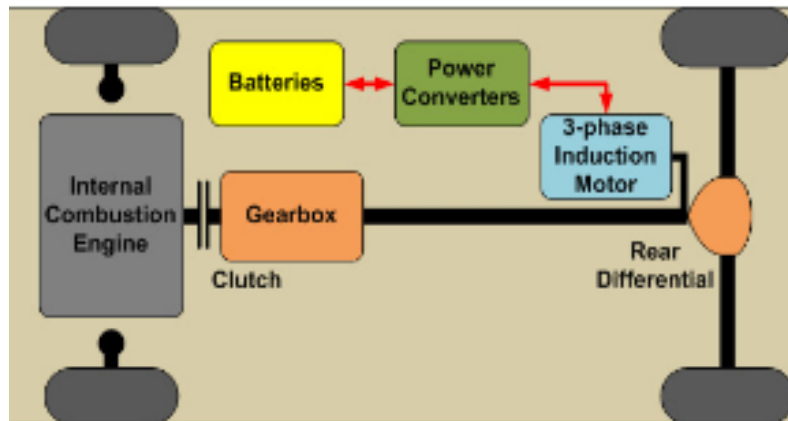 Batteries
Power
Converters
3-phase
Induction
Motor
Internal
Combustion
Engine
Gearbox
Clutch
Rear
Differential